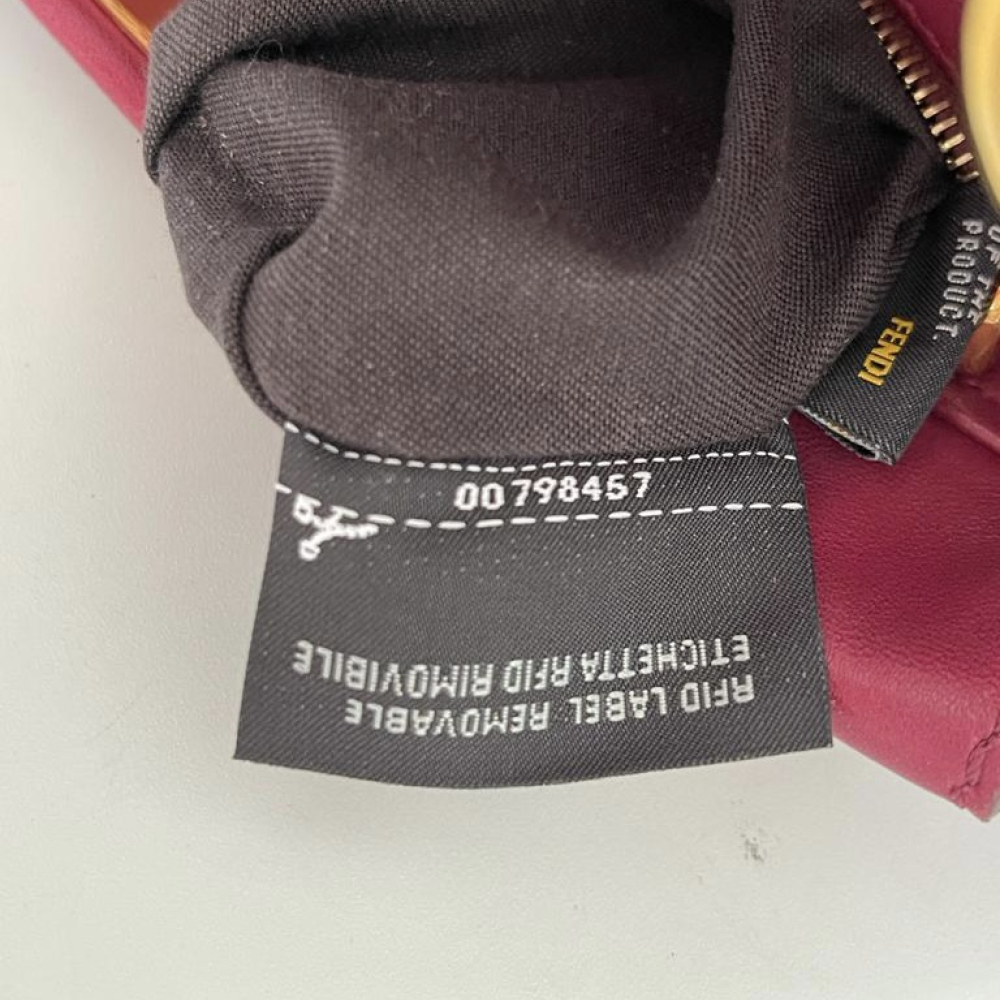 OF THE
PRODUCT.
FENDI
00798457
RFID LABEL REMOVABLE
ETICHETTA RFID RIMOVIBILE